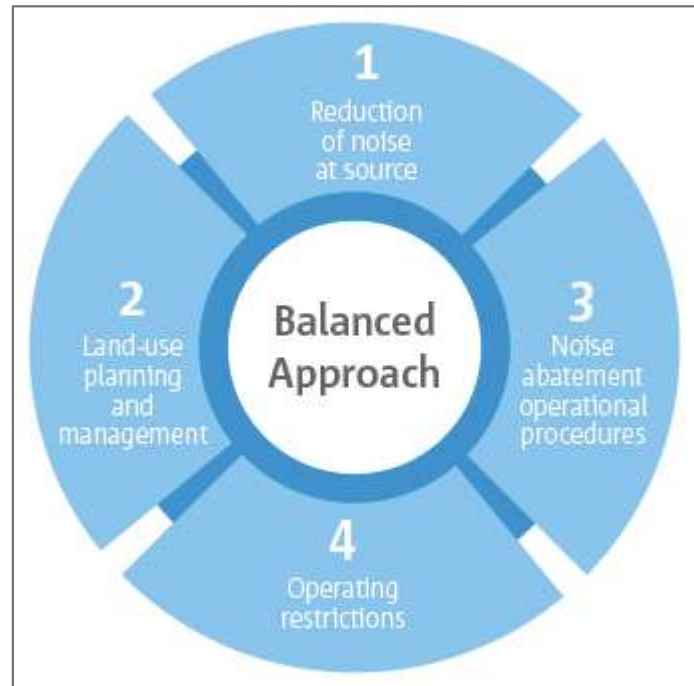 1
Reduction
of noise
at source
2
Land-use
planning
and
management
Balanced
Approach
3
Noise
abatement
operational
procedures
4
Operating
restrictions